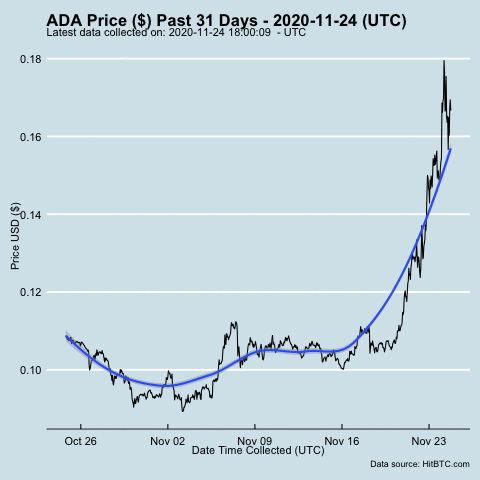 ADA Price ($) Past 31 Days - 2020-11-24 (UTC)
Latest data collected on: 2020-11-24 18:00:09 - UTC
0.18
0.16
0.14
0.12
0.10
Price USD ($)
Oct 26
Nov 02
Nov 09
Nov 16
Nov 23
Date Time Collected (UTC)
Data source: HitBTC.com